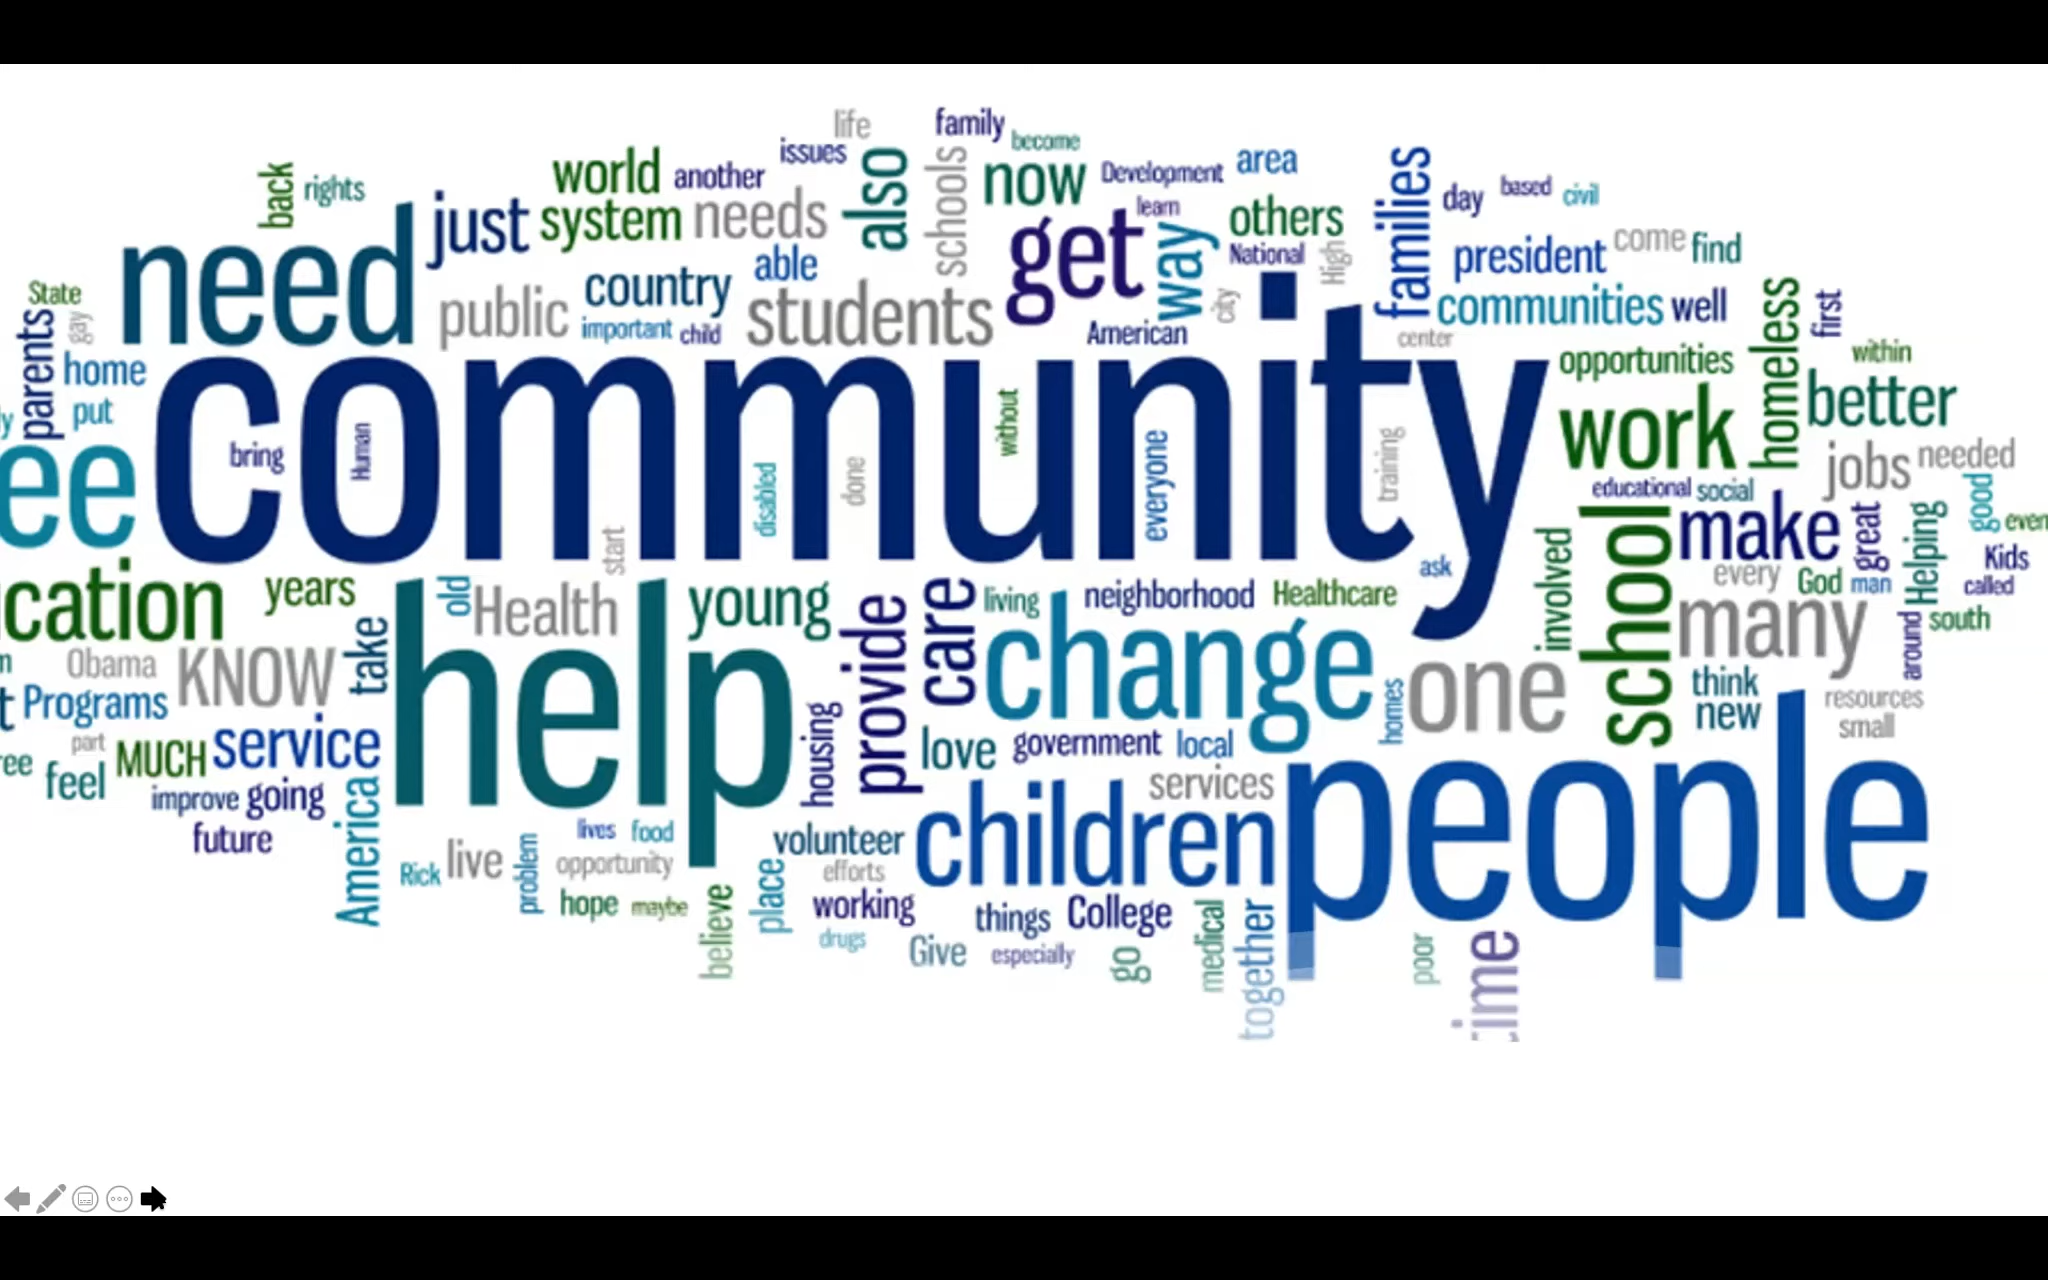 life
family
become
issues
also
schools
now
Development
area
families
back
rights
world
another
system
needs
just
learn
others
day
based
civil
need
get
way
National
High
president
come
find
able
country
public
important
child
students
American
city
communities
well
center
homeless
first
State
gay
parents
home
put
opportunities
within
better
community
bring
Human
start
disabled
done
without
everyone
training
work
jobs
needed
ee
educational
social
make
great
Helping
good
even
Kids
called
school
involved
ask
every
God
man
many
south
around
cation
years
old
Health
young
care
living
neighborhood
Healthcare
Obama
KNOW
take
help
provide
change
one
homes
think
new
resources
small
t
Programs
part
MUCH
service
housing
love
government
local
services
ree
feel
improve
going
future
America
people
children
Rick
live
problem
lives
food
opportunity
hope
maybe
believe
place
volunteer
efforts
working
drugs
Give
things
College
especially
go
medical
together
poor